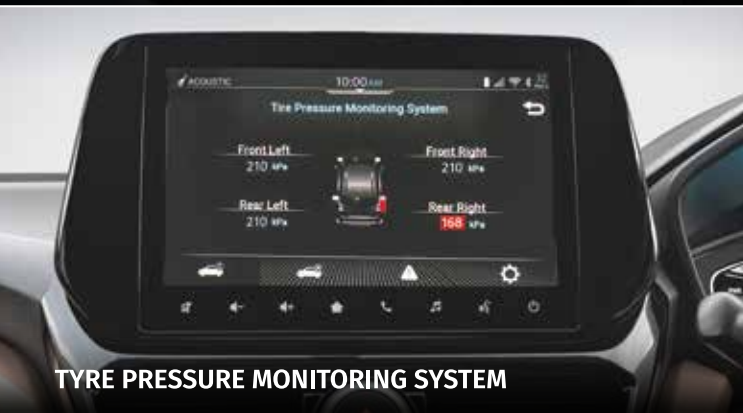 ACOUSTIC 10:00 AM
Tire Pressure Monitoring System
Front Left Front Right
210 kPa 210 kPa
Rear Left Rear Right
210 kPa 168 kPa
TYRE PRESSURE MONITORING SYSTEM